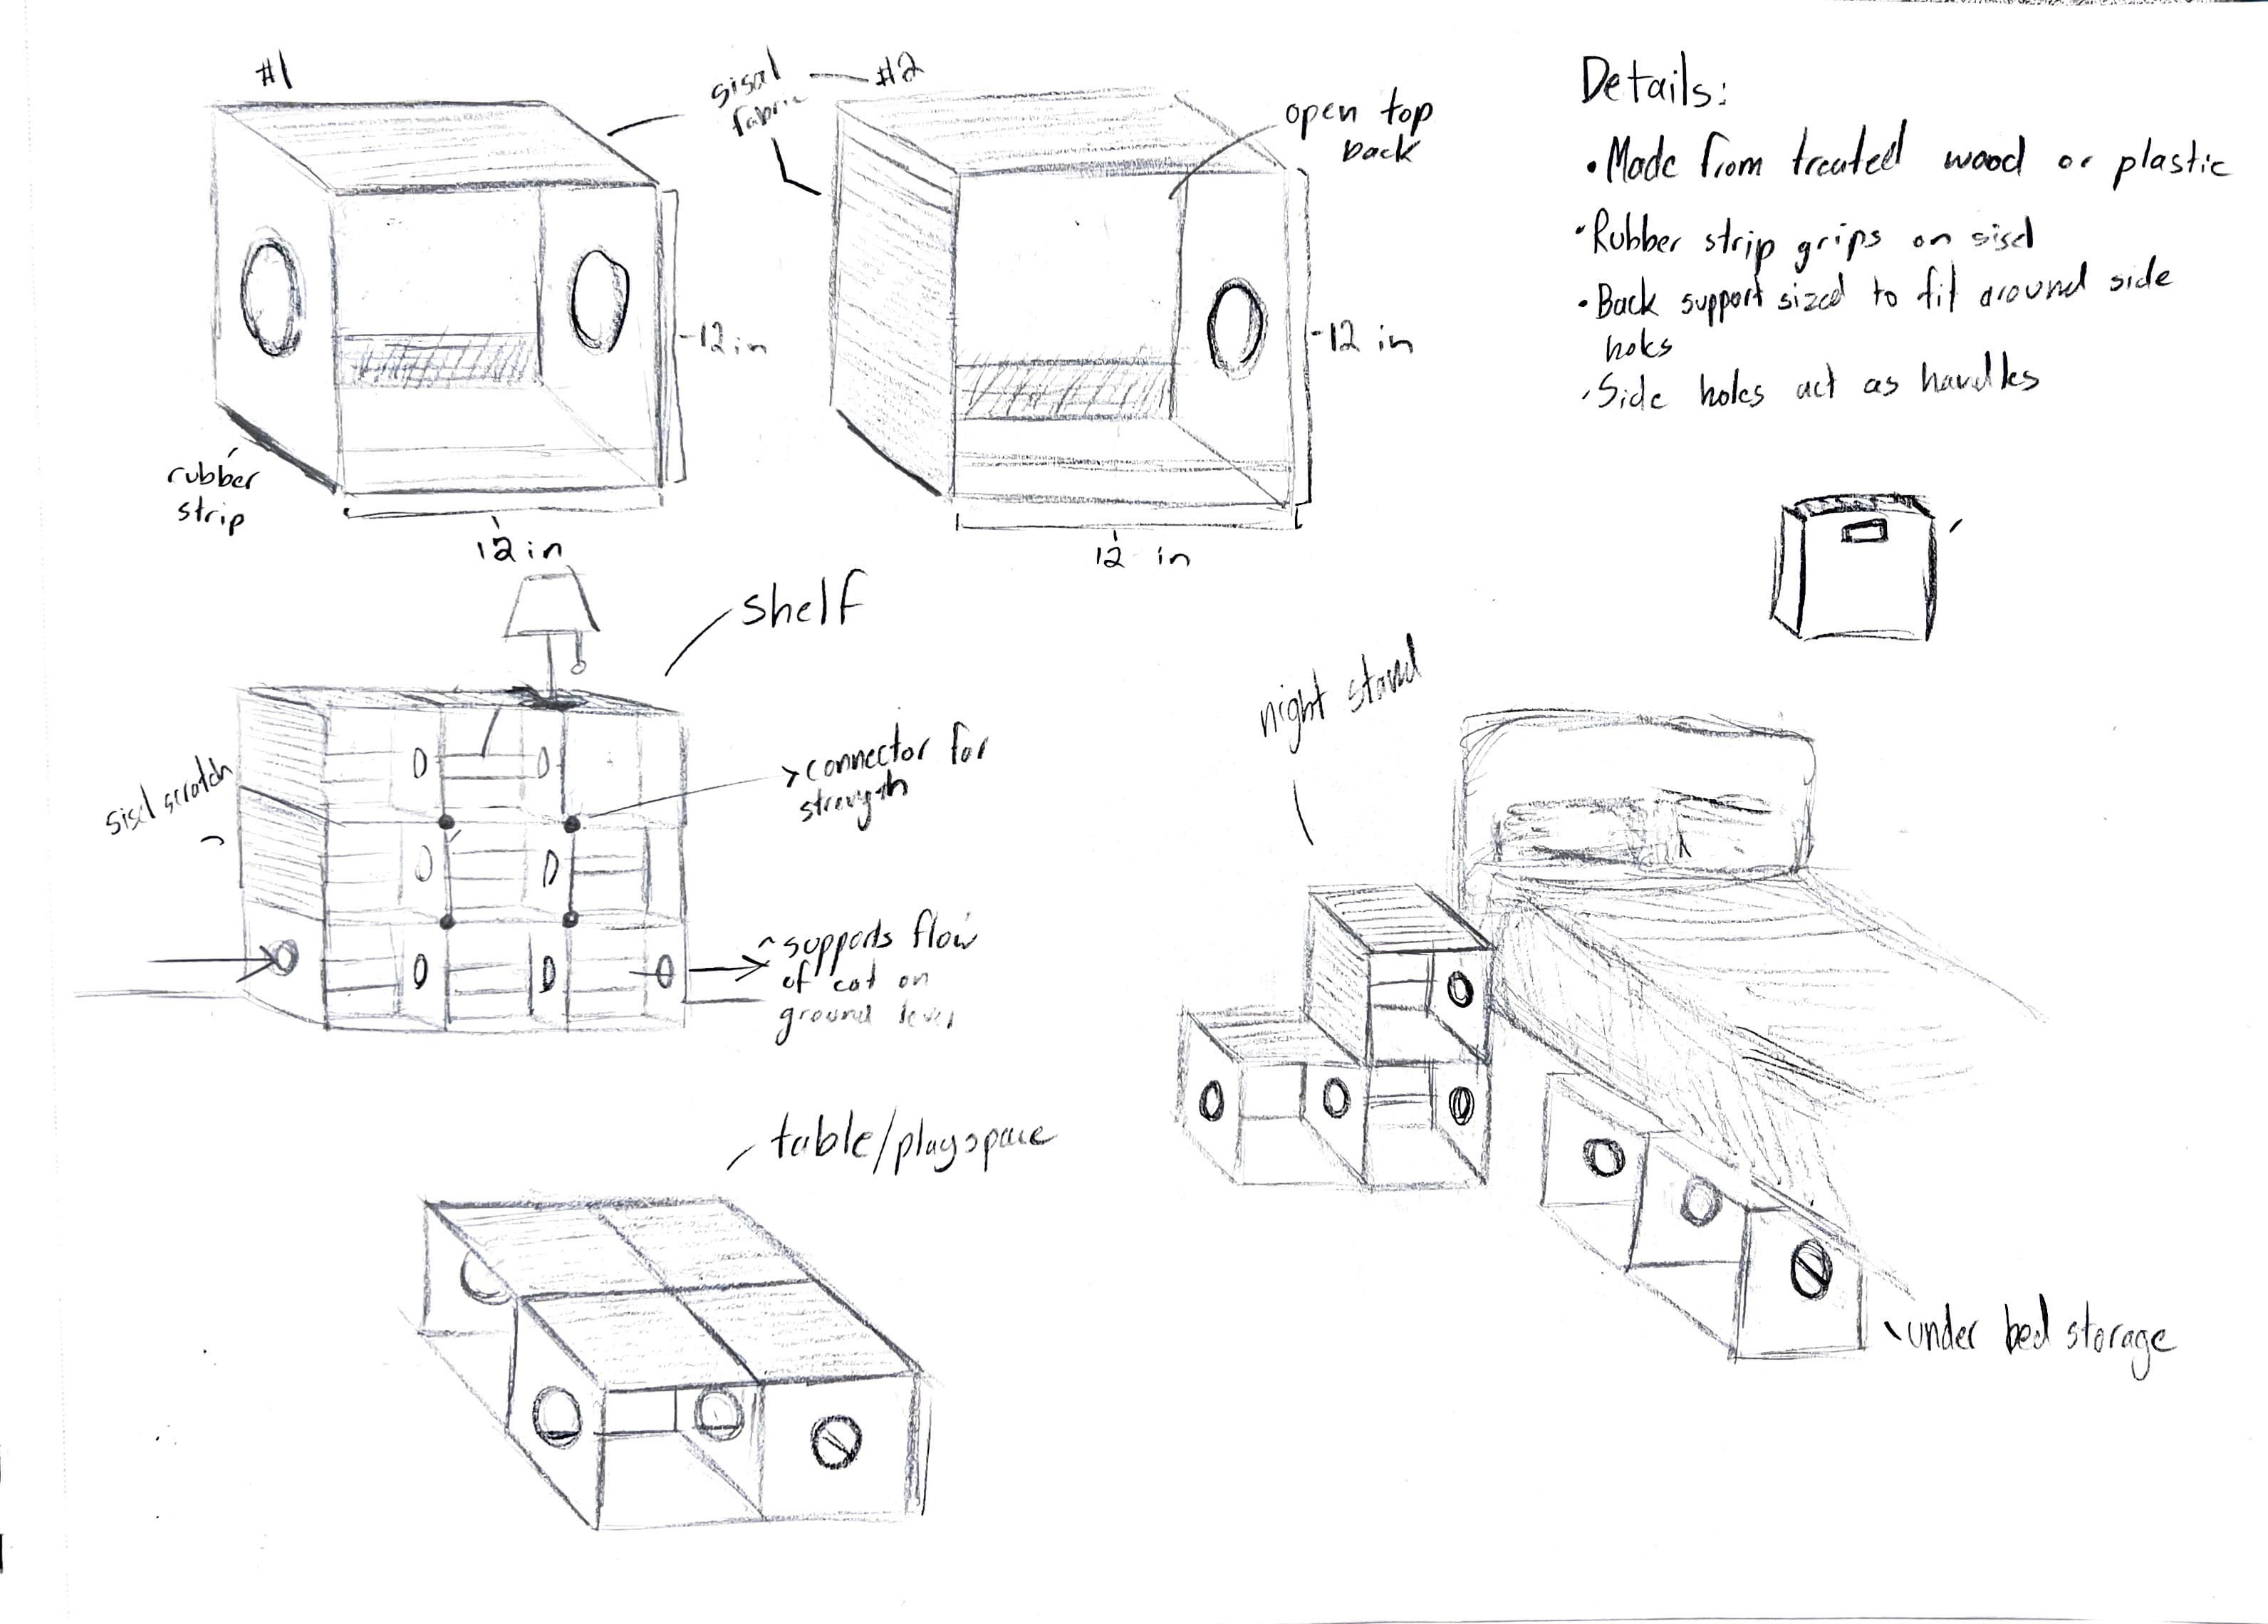 #1
sisal
fabric
#2
open top
back
12 in
12 in
rubber
strip
12 in
12 in
Details:
• Made from treated wood or plastic
• Rubber strip grips on sisal
• Back support sized to fit around side
holes
• Side holes act as handles
shelf
sisal scratch
connector for
strength
supports flow
of cat on
ground level
night stand
table/playspace
under bed storage